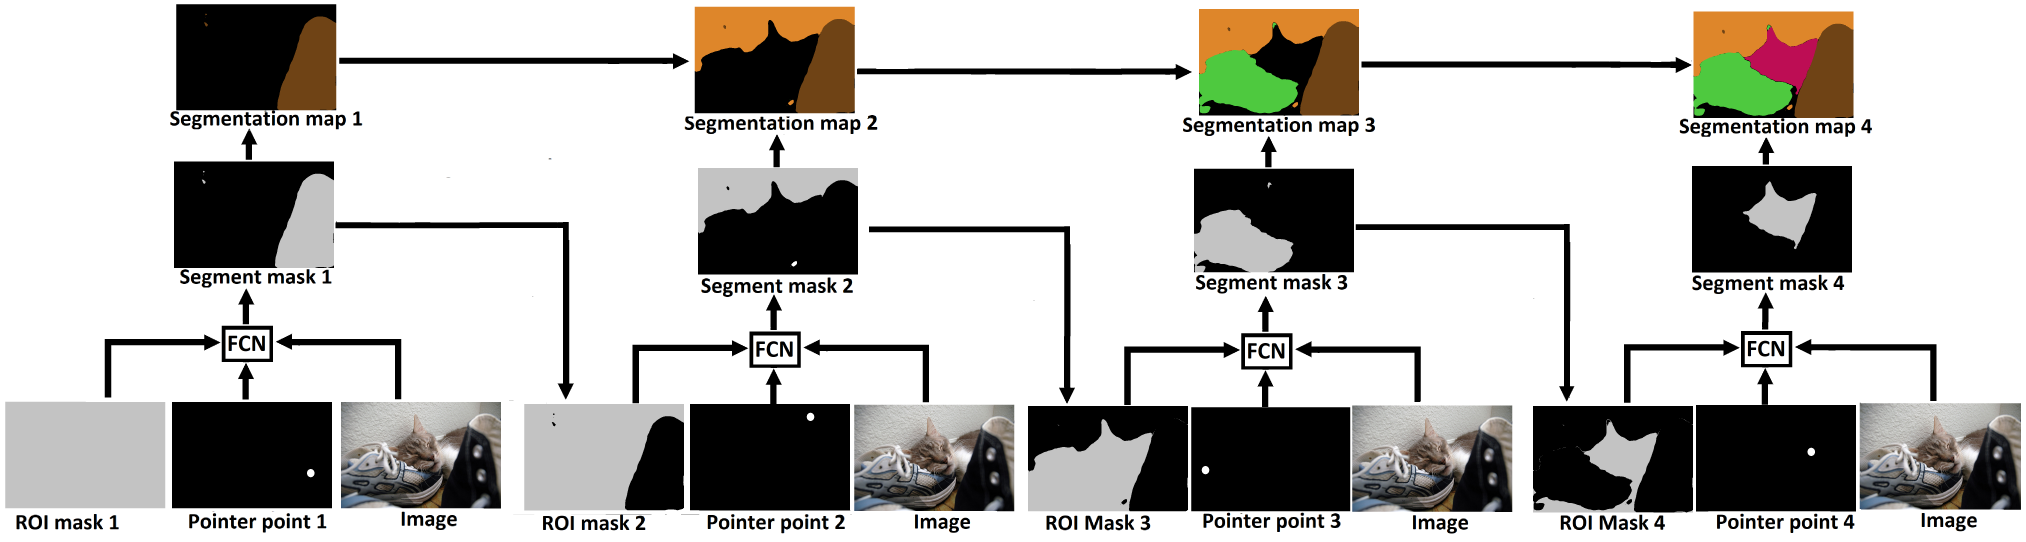 Segmentation map 1
Segmentation map 2
Segmentation map 3
Segmentation map 4
Segment mask 1
Segment mask 2
Segment mask 3
Segment mask 4
FCN
FCN
FCN
FCN
ROI mask 1
Pointer point 1
Image
ROI mask 2
Pointer point 2
Image
ROI Mask 3
Pointer point 3
Image
ROI Mask 4
Pointer point 4
Image